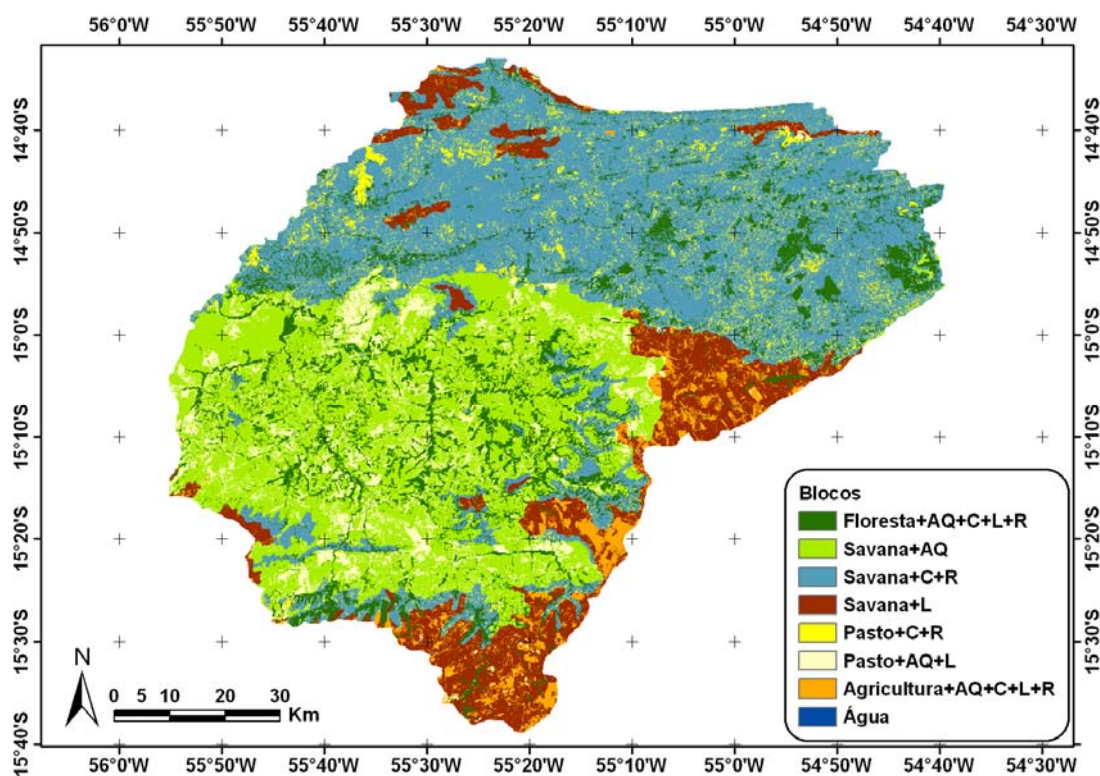 56°0'W 55°50'W 55°40'W 55°30'W 55°20'W 55°10'W 55°0'W 54°50'W 54°40'W 54°30'W
14°40'S 14°40'S
14°50'S 14°50'S
15°0'S 15°0'S
15°10'S 15°10'S
15°20'S 15°20'S
15°30'S 15°30'S
15°40'S
Blocos
Floresta+AQ+C+L+R
Savana+AQ
Savana+C+R
Savana+L
Pasto+C+R
Pasto+AQ+L
Agricultura+AQ+C+L+R
Água
N
0 5 10 20 30
Km
56°0'W 55°50'W 55°40'W 55°30'W 55°20'W 55°10'W 55°0'W 54°50'W 54°40'W 54°30'W